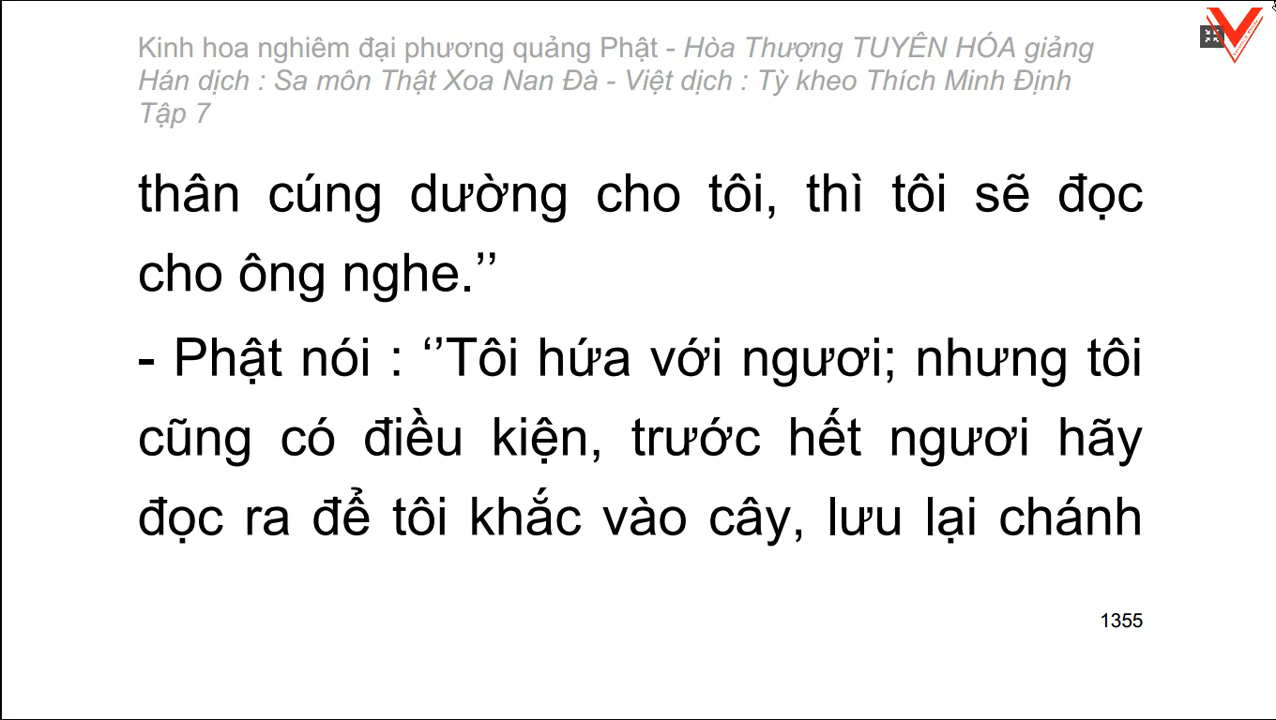 Kinh hoa nghiêm đại phương quảng Phật - Hòa Thượng TUYÊN HÓA giảng
Hán dịch : Sa môn Thật Xoa Nan Đà - Việt dịch : Tỳ kheo Thích Minh Định
Tập 7
thân cúng dường cho tôi, thì tôi sẽ đọc
cho ông nghe.’’
- Phật nói : ‘’Tôi hứa với ngươi; nhưng tôi
cũng có điều kiện, trước hết ngươi hãy
đọc ra để tôi khắc vào cây, lưu lại chánh
1355